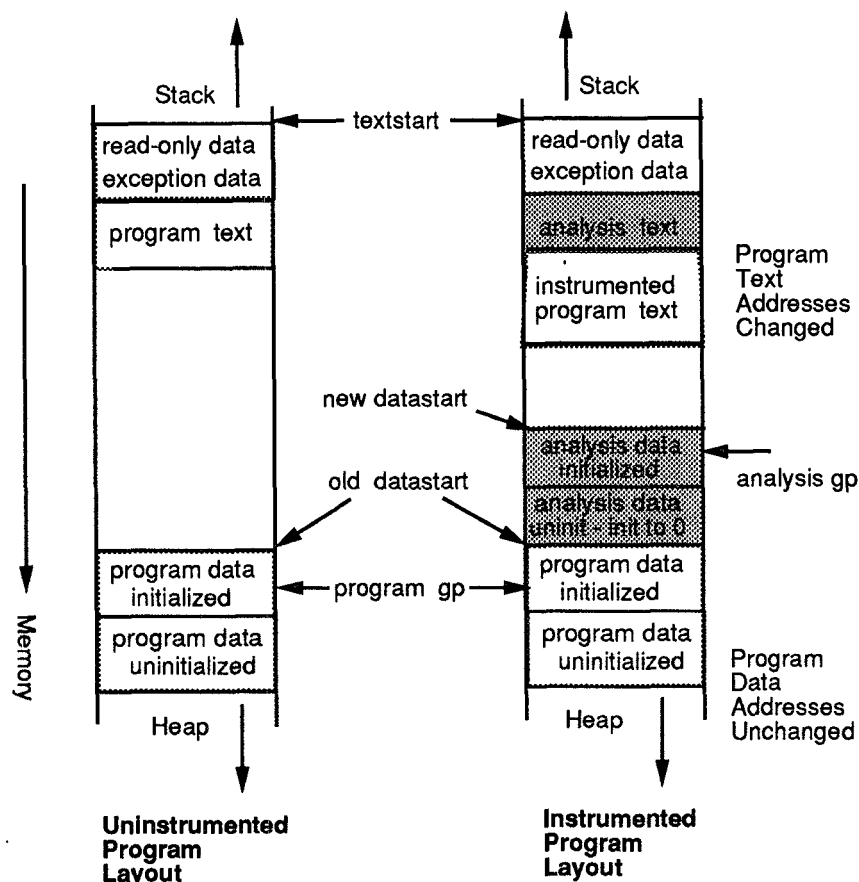 Stack
textstart
read-only data
exception data
program text
Stack
read-only data
exception data
analysis text
instrumented
program text
Program
Text
Addresses
Changed
new datastart
old datastart
analysis data
initialized
analysis gp
analysis data
uninit - init to 0
program data
initialized
program gp
program data
initialized
program data
uninitialized
program data
uninitialized
Program
Data
Addresses
Unchanged
Memory
Heap
Heap
Uninstrumented
Program
Layout
Instrumented
Program
Layout